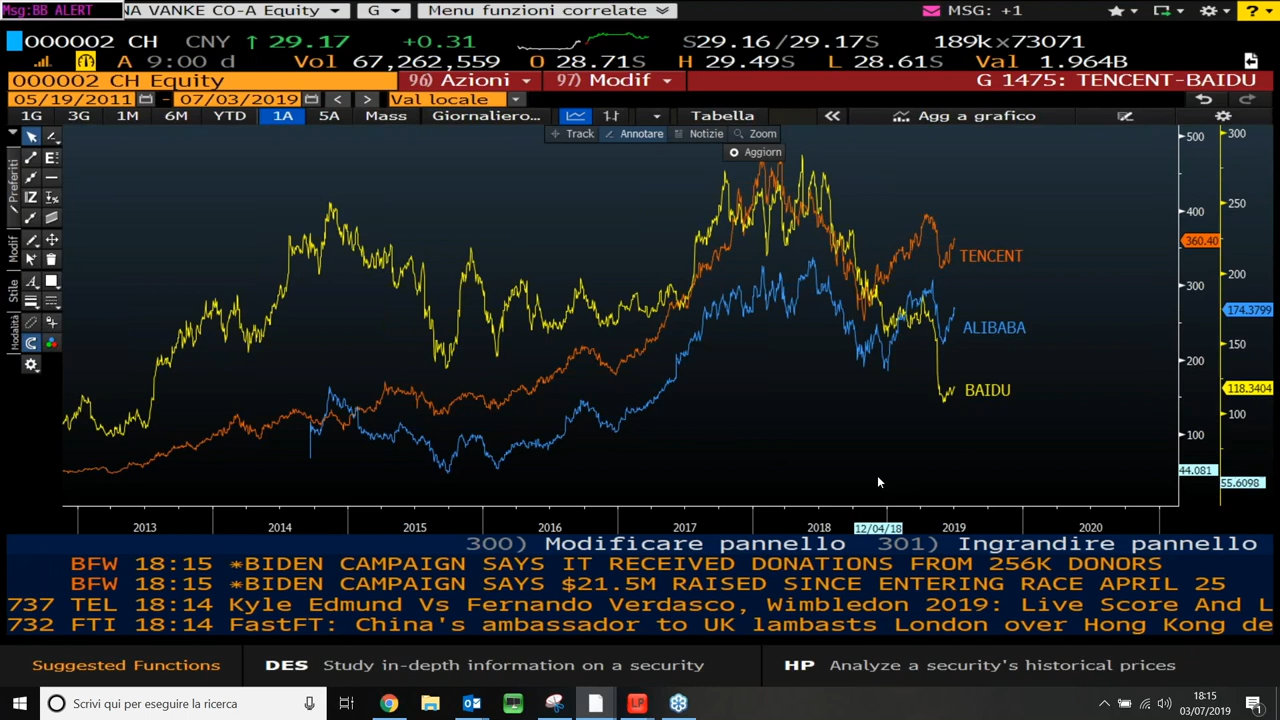 Msg:BB ALERT NA VANKE CO-A Equity G Menu funzioni correlate MSG: +1 ?
000002 CH CNY ↑ 29.17 +0.31 S29.16/29.17S 189kx73071
A 9:00 d Vol 67,262,559 O 28.71S H 29.49S L 28.61S Val 1.964B
000002 CH Equity 96) Azioni 97) Modif G 1475: TENCENT-BAIDU
05/19/2011 - 07/03/2019 < > Val locale
1G 3G 1M 6M YTD 1A 5A Mass Giornaliero... Tabella Agg a grafico
Track Annotare Notizie Zoom
Aggiorn
Preferiti
Modif
Stile
Modalità
500
400
300
200
100
360.40
44.081
300
250
200
150
100
174.3799
118.3404
55.6098
TENCENT
ALIBABA
BAIDU
2013 2014 2015 2016 2017 2018 12/04/18 2019 2020
300) Modificare pannello 301) Ingrandire pannello
BFW 18:15 *BIDEN CAMPAIGN SAYS IT RECEIVED DONATIONS FROM 256K DONORS
BFW 18:15 *BIDEN CAMPAIGN SAYS $21.5M RAISED SINCE ENTERING RACE APRIL 25
737 TEL 18:14 Kyle Edmund Vs Fernando Verdasco, Wimbledon 2019: Live Score And L
732 FTI 18:14 FastFT: China's ambassador to UK lambasts London over Hong Kong de
Suggested Functions DES Study in-depth information on a security HP Analyze a security's historical prices
Scrivi qui per eseguire la ricerca LP 18:15
03/07/2019